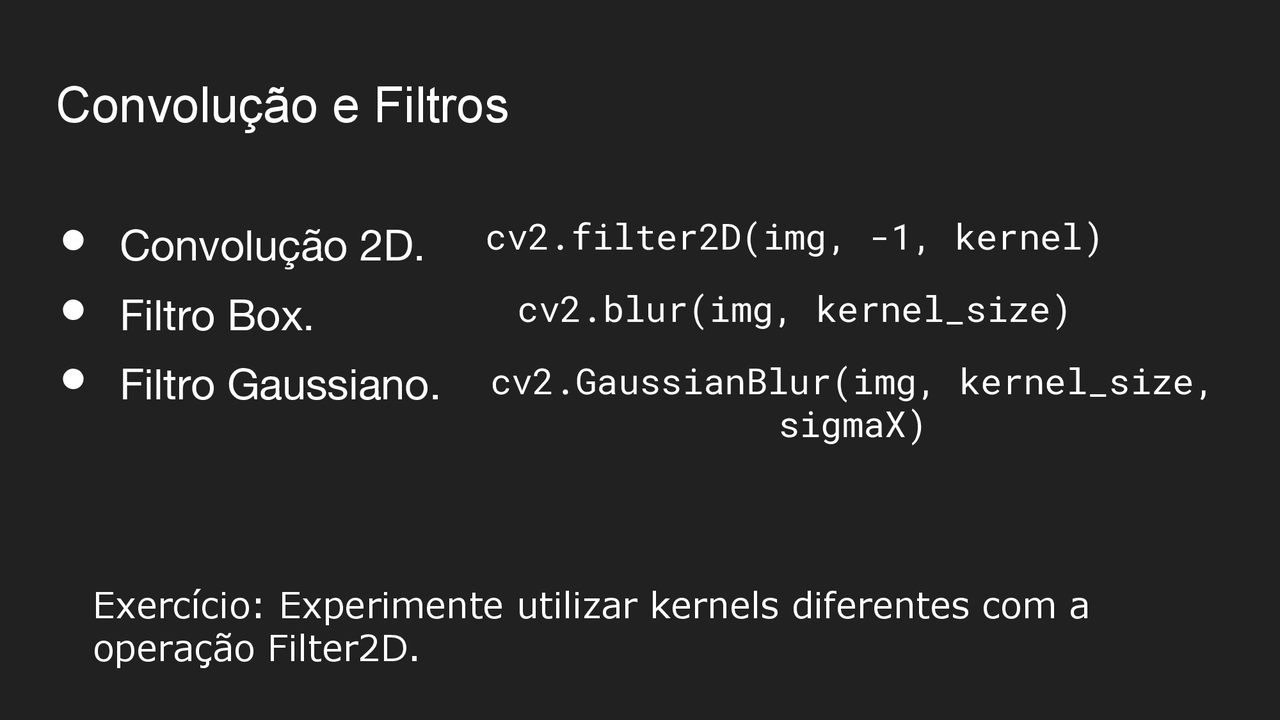 Convolução e Filtros
● Convolução 2D. cv2.filter2D(img, -1, kernel)
● Filtro Box. cv2.blur(img, kernel_size)
● Filtro Gaussiano. cv2.GaussianBlur(img, kernel_size,
sigmaX)
Exercício: Experimente utilizar kernels diferentes com a
operação Filter2D.